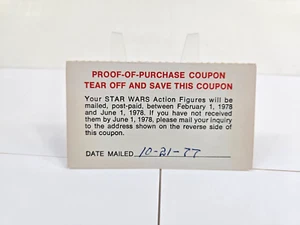 PROOF-OF-PURCHASE COUPON
TEAR OFF AND SAVE THIS COUPON
Your STAR WARS Action Figures will be
mailed, post-paid, between February 1, 1978
and June 1, 1978. If you have not received
them by June 1, 1978, please mail your inquiry
to the address shown on the reverse side of
this coupon.
DATE MAILED 10-21-77